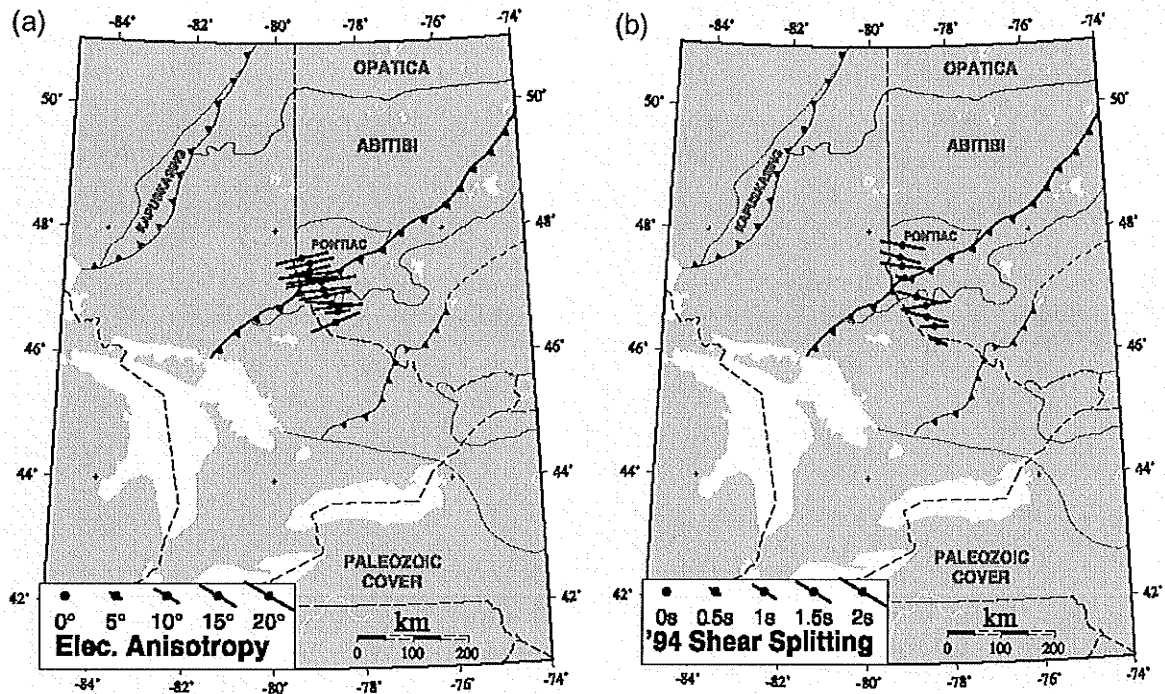 (a)
-84° -82° -80° -78° -76° -74°
OPATICA
50° 50°
ABITIBI
KAPUSKASING
48° 48°
PONTIAC
46° 46°
44° 44°
PALEOZOIC
COVER
42° 42°
0° 5° 10° 15° 20°
Elec. Anisotropy
km
0 100 200
-84° -82° -80° -78° -76° -74°
(b)
-84° -82° -80° -78° -76° -74°
OPATICA
50° 50°
ABITIBI
KAPUSKASING
48° 48°
PONTIAC
46° 46°
44° 44°
PALEOZOIC
COVER
42° 42°
0s 0.5s 1s 1.5s 2s
'94 Shear Splitting
km
0 100 200
-84° -82° -80° -78° -76° -74°